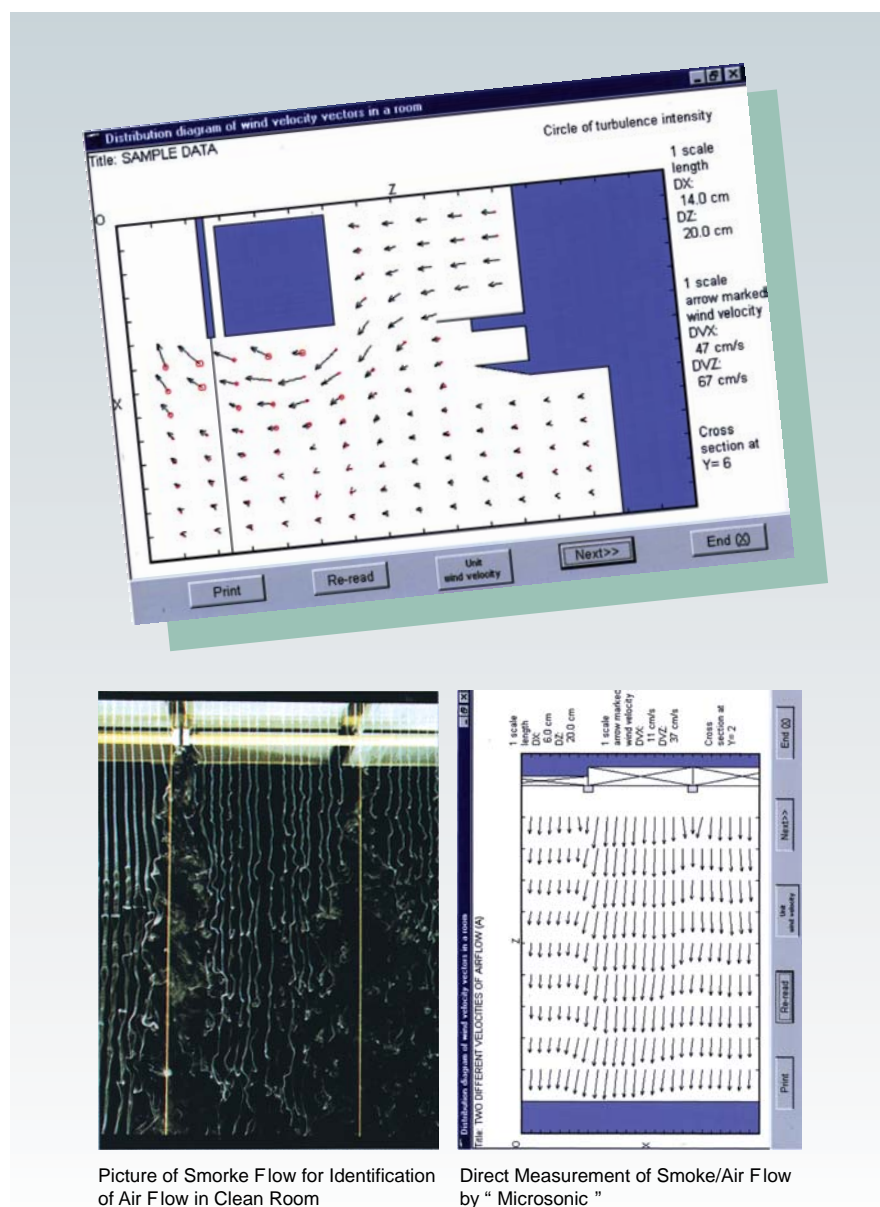 Distribution diagram of wind velocity vectors in a room
Title: SAMPLE DATA
Circle of turbulence intensity
O
Z
X
1 scale
length
DX:
14.0 cm
DZ:
20.0 cm
1 scale
arrow marked
wind velocity
DVX:
47 cm/s
DVZ:
67 cm/s
Cross
section at
Y= 6
Print
Re-read
Unit
wind velocity
Next>>
End (X)
Distribution diagram of wind velocity vectors in a room
Title: TWO DIFFERENT VELOCITIES OF AIRFLOW (A)
O
Z
X
1 scale
length
DX:
6.0 cm
DZ:
20.0 cm
1 scale
arrow marked
wind velocity
DVX:
11 cm/s
DVZ:
37 cm/s
Cross
section at
Y= 2
Print
Re-read
Unit
wind velocity
Next>>
End (X)
Picture of Smorke Flow for Identification
of Air Flow in Clean Room
Direct Measurement of Smoke/Air Flow
by “ Microsonic ”